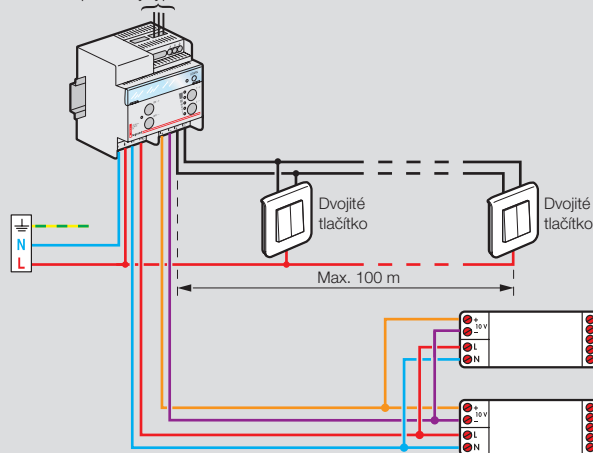 Dvojité
tlačítko
Dvojité
tlačítko
N
L
Max. 100 m
+
10 V
−
L
N
+
10 V
−
L
N